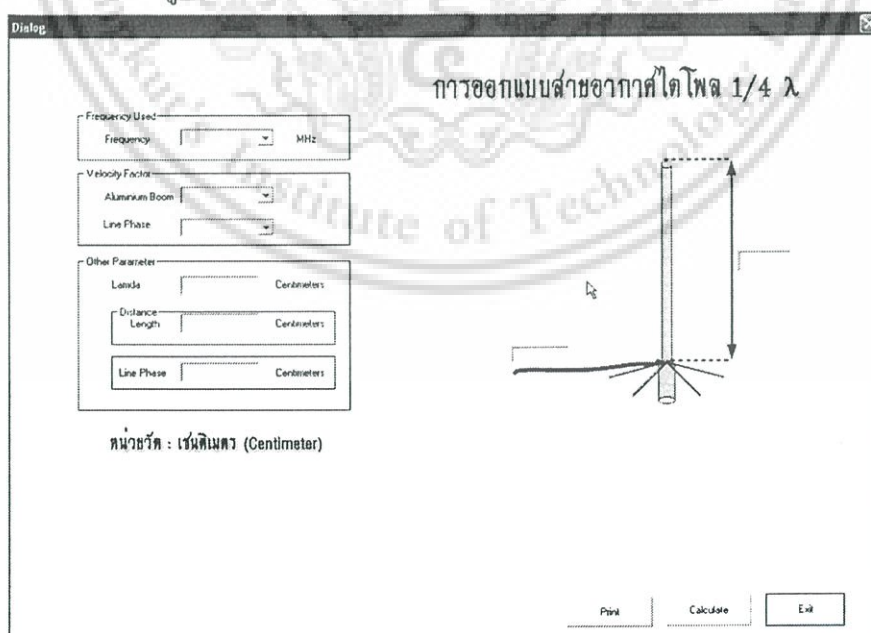 Dialog
การออกแบบสายอากาศไดโพล 1/4 λ
Frequency Used
Frequency MHz
Velocity Factor
Aluminium Boom
Line Phase
Other Parameter
Lamda Centimeters
Distance
Length Centimeters
Line Phase Centimeters
หน่วยวัด : เซนติเมตร (Centimeter)
Print Calculate Exit
Institute of Technology